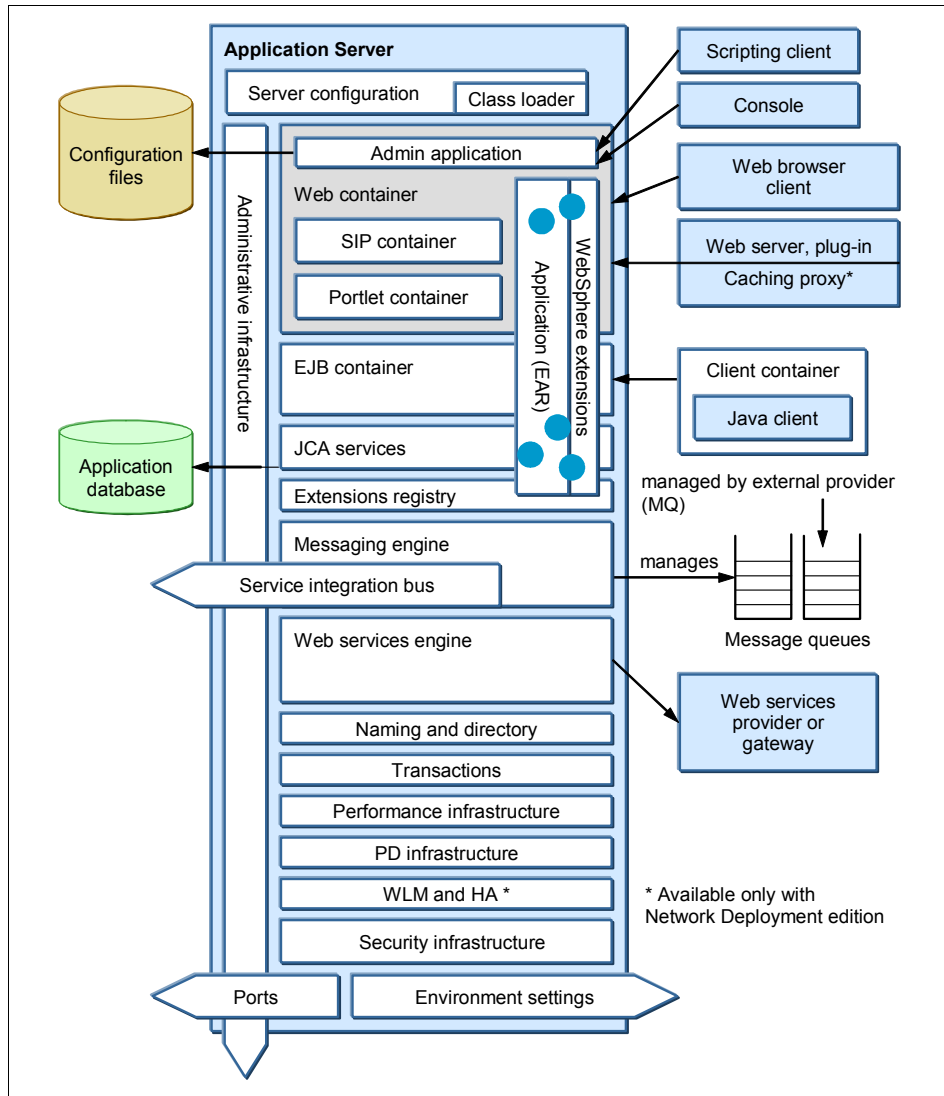 Application Server
Server configuration
Class loader
Scripting client
Console
Configuration
files
Admin application
Web browser
client
Web container
SIP container
Portlet container
Administrative infrastructure
Application (EAR)
WebSphere extensions
Web server, plug-in
Caching proxy*
EJB container
Client container
Java client
JCA services
Application
database
Extensions registry
managed by external provider
(MQ)
Messaging engine
manages
Service integration bus
Message queues
Web services engine
Web services
provider or
gateway
Naming and directory
Transactions
Performance infrastructure
PD infrastructure
WLM and HA *
* Available only with
Network Deployment edition
Security infrastructure
Ports
Environment settings